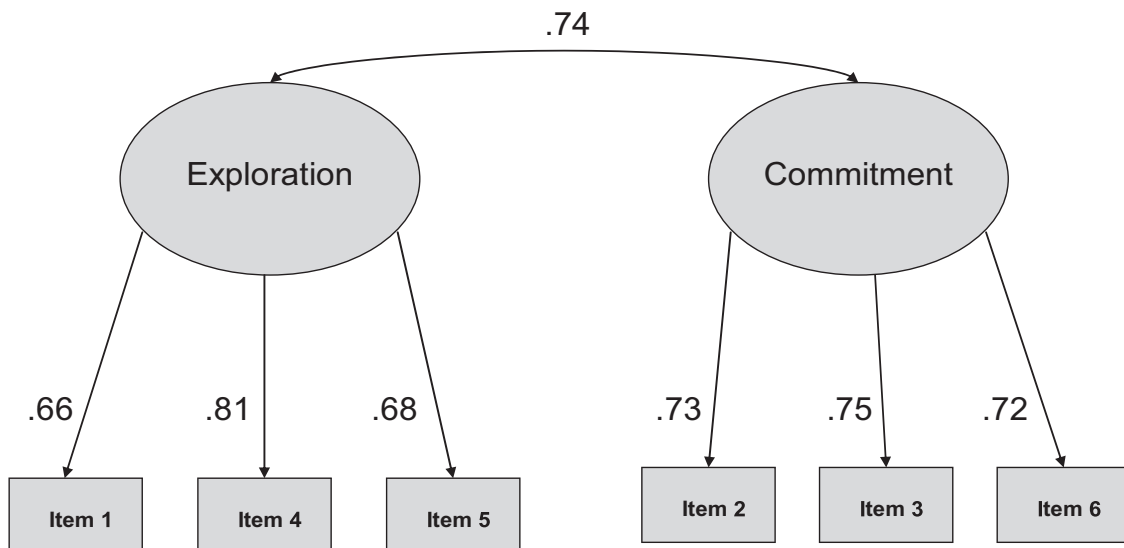 .74
Exploration
Commitment
.66
.81
.68
.73
.75
.72
Item 1
Item 4
Item 5
Item 2
Item 3
Item 6